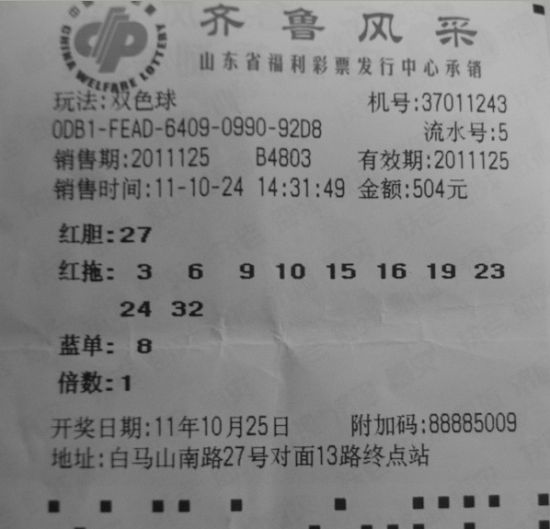 CHINA WELFARE LOTTERY
齐鲁风采
山东省福利彩票发行中心承销
玩法:双色球 机号:37011243
0DB1-FEAD-6409-0990-92D8 流水号:5
销售期:2011125 B4803 有效期:2011125
销售时间:11-10-24 14:31:49 金额:504元
红胆:27
红拖: 3 6 9 10 15 16 19 23
24 32
蓝单: 8
倍数:1
开奖日期:11年10月25日 附加码:88885009
地址:白马山南路27号对面13路终点站